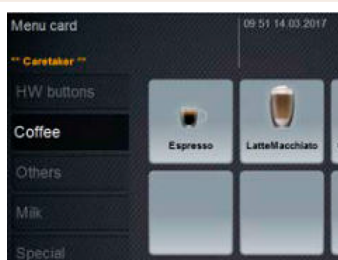 Menu card
09 51 14.03.2017
** Caretaker **
HW buttons
Coffee
Others
Milk
Special
Espresso
LatteMacchiato